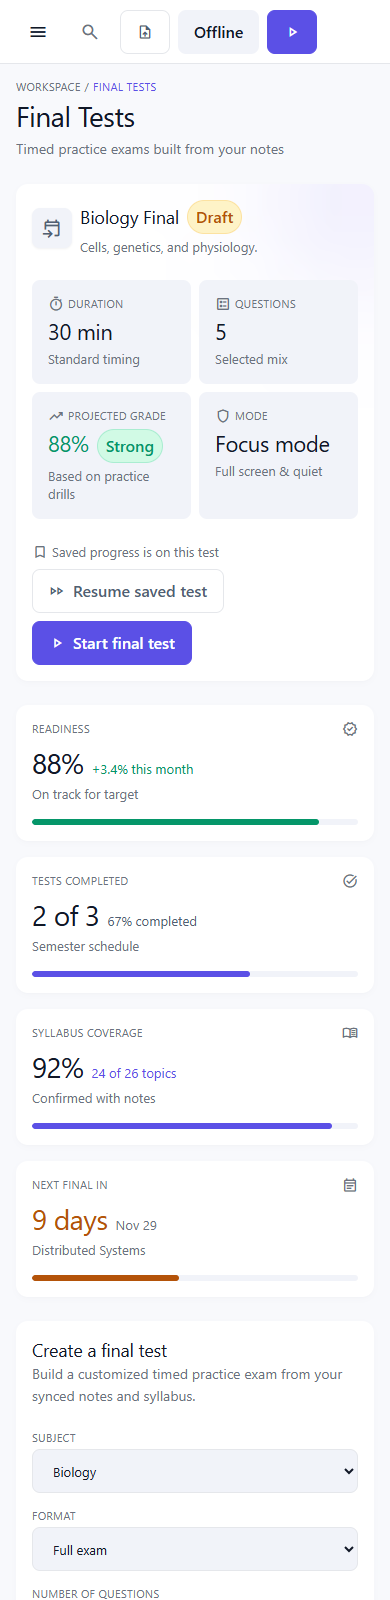 Offline
WORKSPACE / FINAL TESTS
Final Tests
Timed practice exams built from your notes
Biology Final Draft
Cells, genetics, and physiology.
DURATION
30 min
Standard timing
QUESTIONS
5
Selected mix
PROJECTED GRADE
88% Strong
Based on practice
drills
MODE
Focus mode
Full screen & quiet
Saved progress is on this test
Resume saved test
Start final test
READINESS
88% +3.4% this month
On track for target
TESTS COMPLETED
2 of 3 67% completed
Semester schedule
SYLLABUS COVERAGE
92% 24 of 26 topics
Confirmed with notes
NEXT FINAL IN
9 days Nov 29
Distributed Systems
Create a final test
Build a customized timed practice exam from your
synced notes and syllabus.
SUBJECT
Biology
FORMAT
Full exam
NUMBER OF QUESTIONS